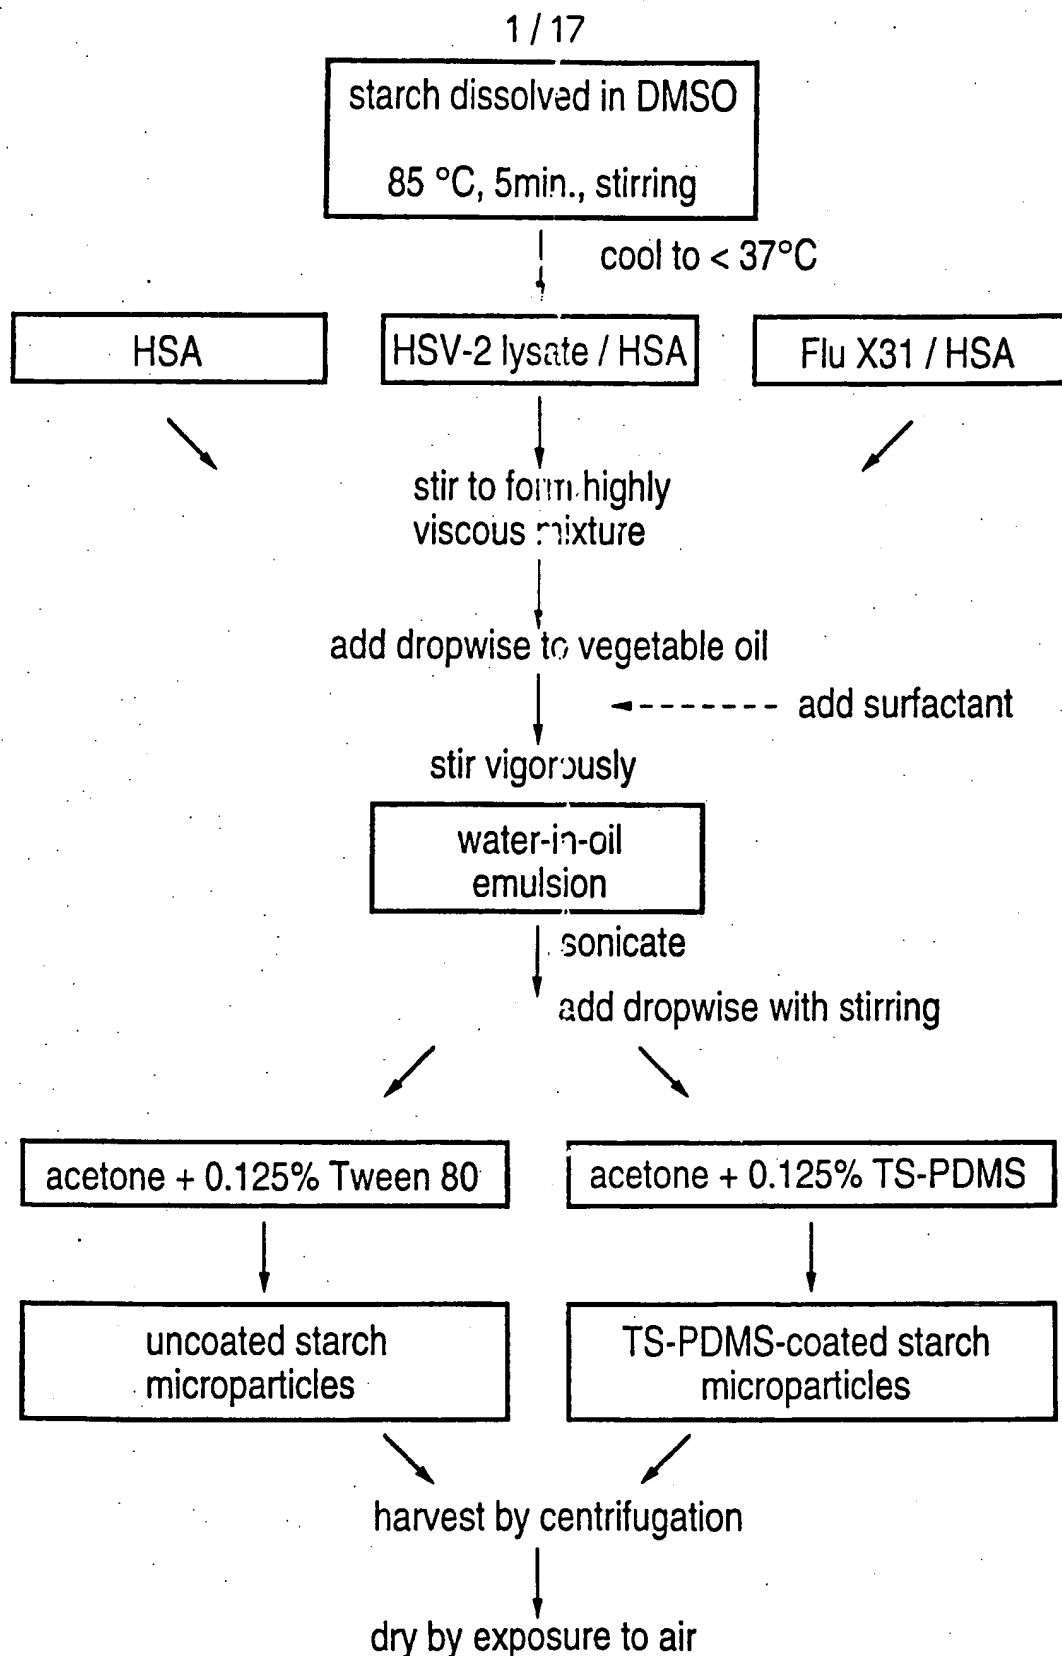 1 / 17
starch dissolved in DMSO
85 °C, 5min., stirring
cool to < 37°C
HSA
HSV-2 lysate / HSA
Flu X31 / HSA
stir to form highly
viscous mixture
add dropwise to vegetable oil
add surfactant
stir vigorously
water-in-oil
emulsion
sonicate
add dropwise with stirring
acetone + 0.125% Tween 80
acetone + 0.125% TS-PDMS
uncoated starch
microparticles
TS-PDMS-coated starch
microparticles
harvest by centrifugation
dry by exposure to air